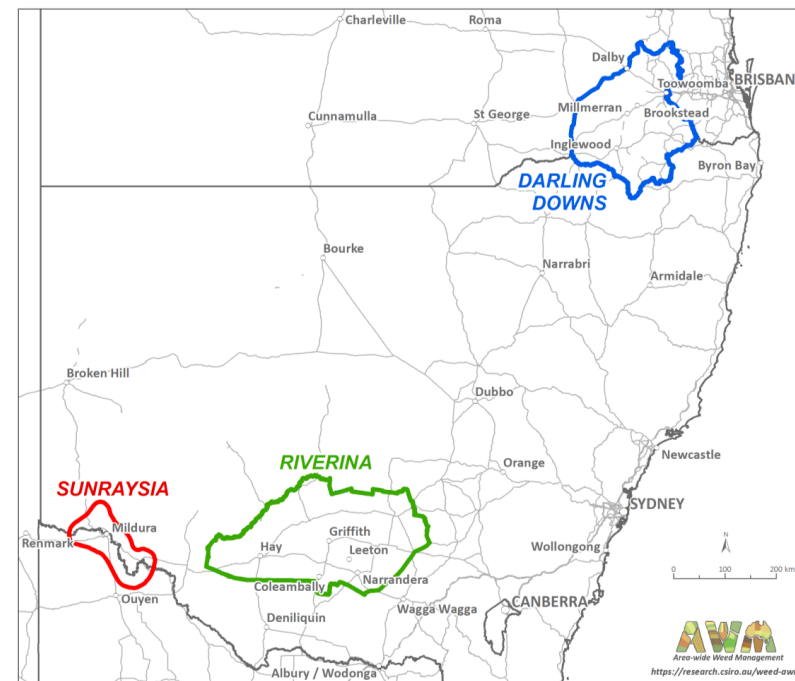 Charleville
Roma
Dalby
Toowoomba
BRISBAN
Millmerran
Brookstead
Cunnamulla
St George
Inglewood
Byron Bay
DARLING
DOWNS
Bourke
Narrabri
Armidale
Broken Hill
Dubbo
Newcastle
RIVERINA
Orange
SUNRAYSIA
SYDNEY
Mildura
Griffith
Renmark
Hay
Leeton
Wollongong
N
Coleambally
Narrandera
0 100 200 km
Ouyen
Wagga Wagga
CANBERRA
Deniliquin
AWM
Area-wide Weed Management
Albury / Wodonga
https://research.csiro.au/weed-aw